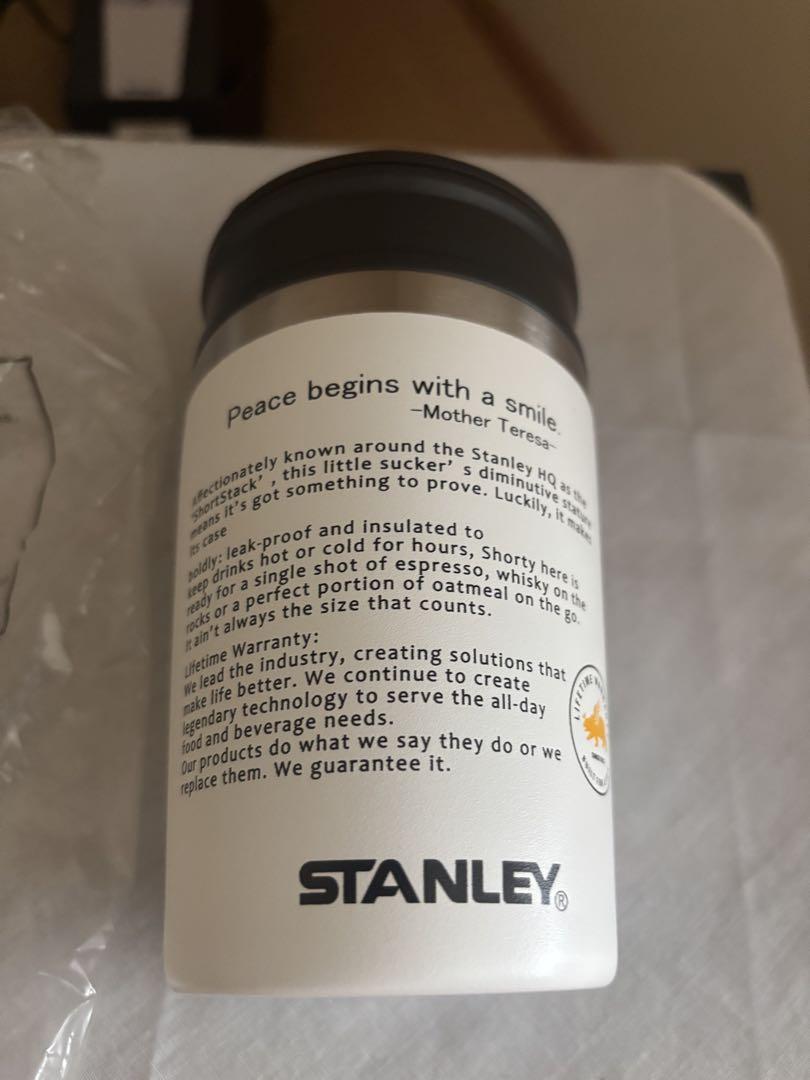 Peace begins with a smile.
-Mother Teresa-
Affectionately known around the Stanley HQ as the
'ShortStack', this little sucker's diminutive stature
means it's got something to prove. Luckily, it makes
its case
boldly: leak-proof and insulated to
keep drinks hot or cold for hours, Shorty here is
ready for a single shot of espresso, whisky on the
rocks or a perfect portion of oatmeal on the go.
It ain't always the size that counts.
Lifetime Warranty:
We lead the industry, creating solutions that
make life better. We continue to create
legendary technology to serve the all-day
food and beverage needs.
Our products do what we say they do or we
replace them. We guarantee it.
LIFETIME
STANLEY®